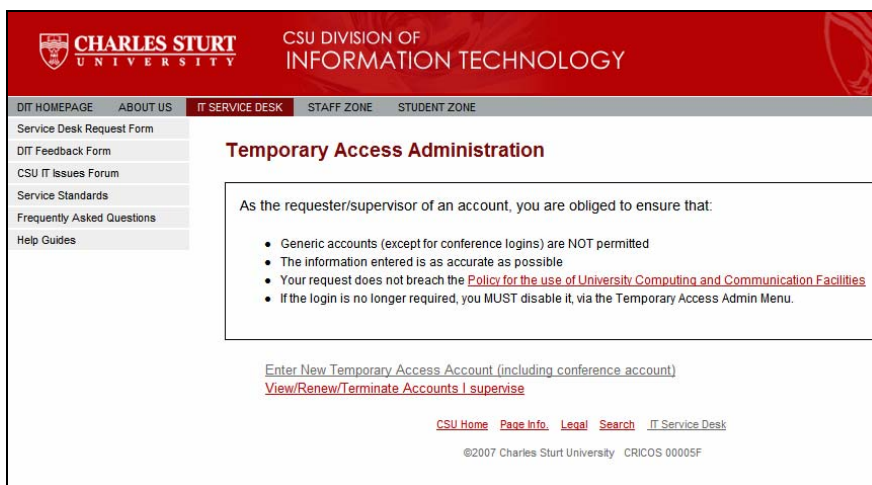 CHARLES STURT
UNIVERSITY
CSU DIVISION OF
INFORMATION TECHNOLOGY
DIT HOMEPAGE ABOUT US IT SERVICE DESK STAFF ZONE STUDENT ZONE
Service Desk Request Form
DIT Feedback Form
CSU IT Issues Forum
Service Standards
Frequently Asked Questions
Help Guides
Temporary Access Administration
As the requester/supervisor of an account, you are obliged to ensure that:
• Generic accounts (except for conference logins) are NOT permitted
• The information entered is as accurate as possible
• Your request does not breach the Policy for the use of University Computing and Communication Facilities
• If the login is no longer required, you MUST disable it, via the Temporary Access Admin Menu.
Enter New Temporary Access Account (including conference account)
View/Renew/Terminate Accounts I supervise
CSU Home Page Info. Legal Search IT Service Desk
©2007 Charles Sturt University CRICOS 00005F